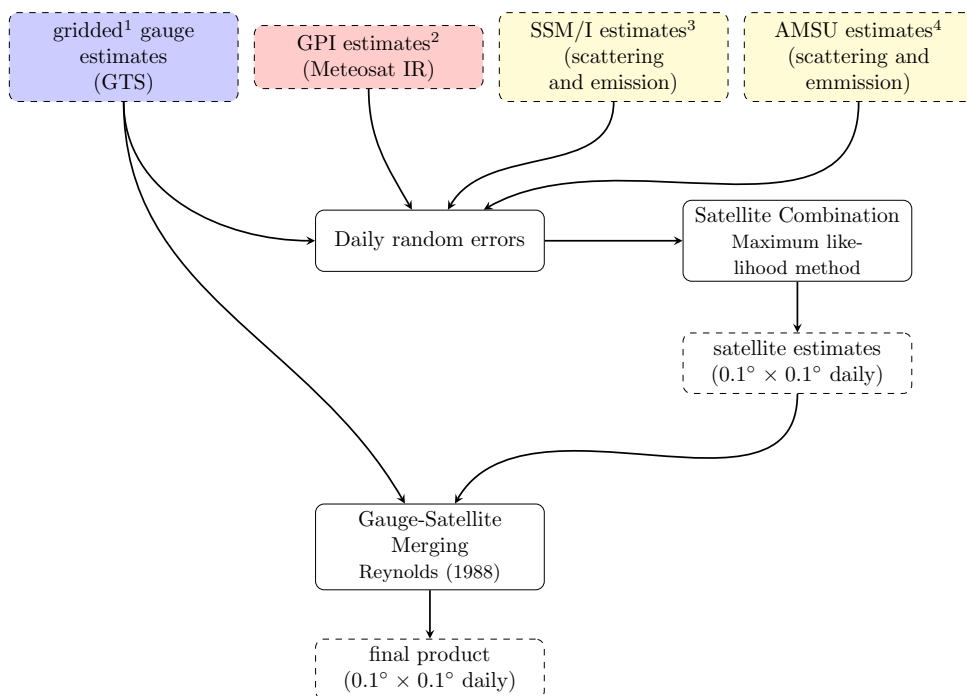 gridded¹ gauge
estimates
(GTS)
GPI estimates²
(Meteosat IR)
SSM/I estimates³
(scattering
and emission)
AMSU estimates⁴
(scattering and
emmission)
Daily random errors
Satellite Combination
Maximum like-
lihood method
satellite estimates
(0.1° × 0.1° daily)
Gauge-Satellite
Merging
Reynolds (1988)
final product
(0.1° × 0.1° daily)